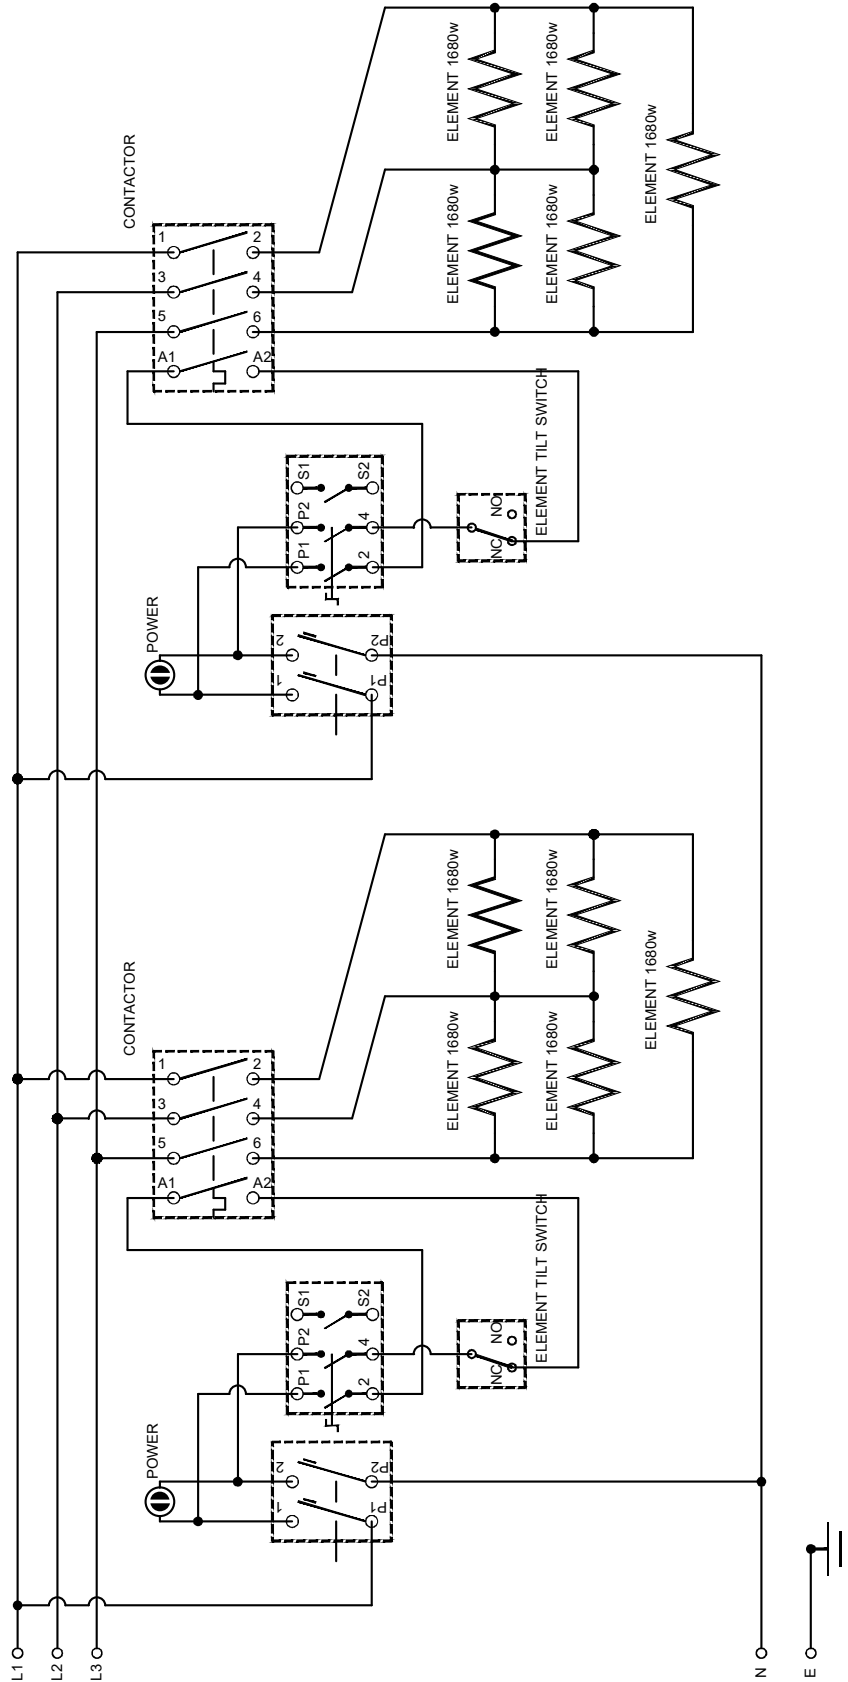 L1
L2
L3
N
E
POWER
1
2
P1
P2
P1
P2
S1
2
4
S2
NC
NO
ELEMENT TILT SWITCH
CONTACTOR
A1
5
3
1
A2
6
4
2
ELEMENT 1680w
ELEMENT 1680w
ELEMENT 1680w
ELEMENT 1680w
ELEMENT 1680w
POWER
1
2
P1
P2
P1
P2
S1
2
4
S2
NC
NO
ELEMENT TILT SWITCH
CONTACTOR
A1
5
3
1
A2
6
4
2
ELEMENT 1680w
ELEMENT 1680w
ELEMENT 1680w
ELEMENT 1680w
ELEMENT 1680w